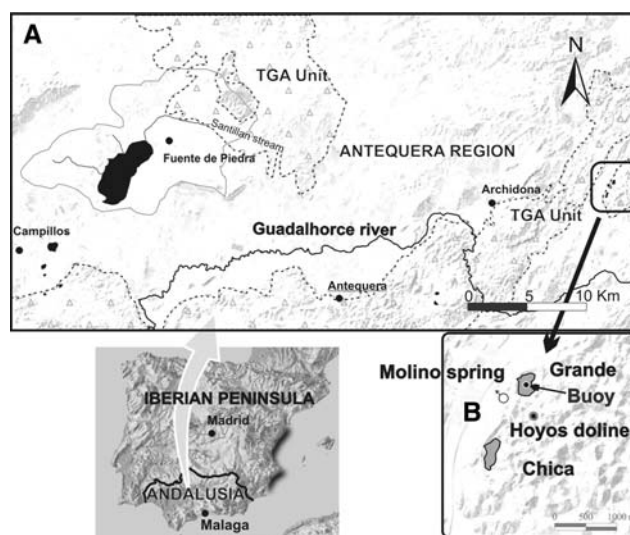 A
N
TGA Unit
Santillan stream
Fuente de Piedra
ANTEQUERA REGION
Archidona
TGA Unit
Campillos
Guadalhorce river
Antequera
0 5 10 Km
IBERIAN PENINSULA
Madrid
ANDALUSIA
Malaga
Molino spring
Grande
Buoy
B
Hoyos doline
Chica
0 500 1000 m